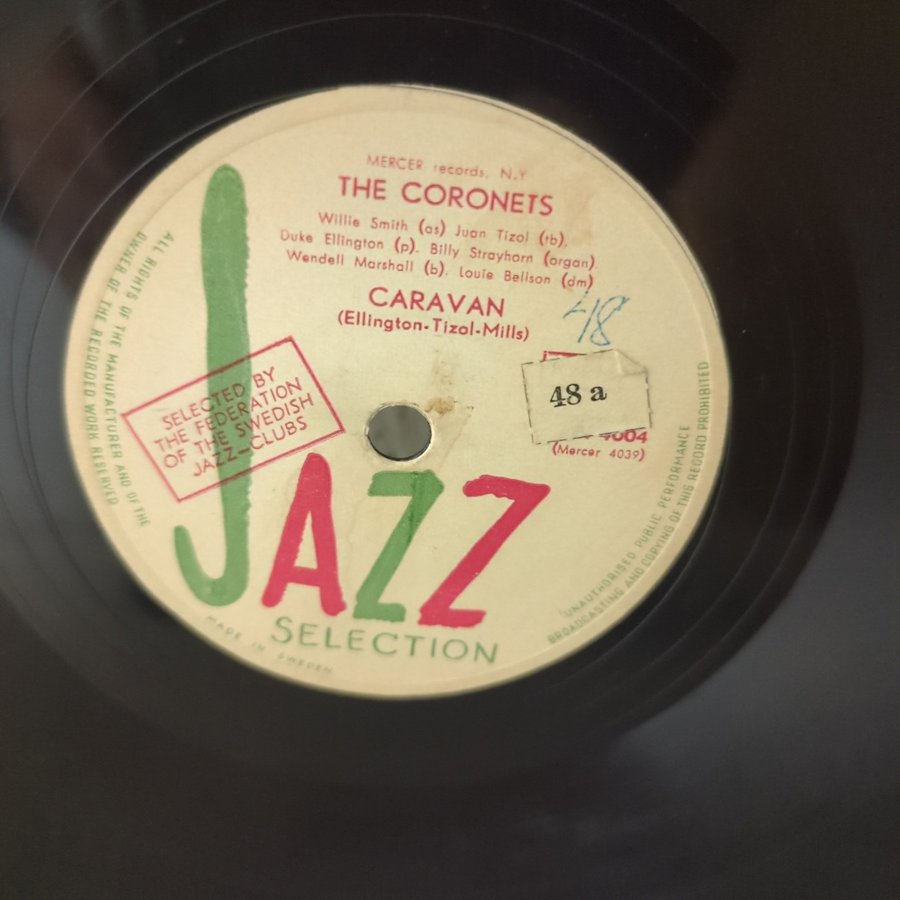 MERCER records, N.Y
THE CORONETS
Willie Smith (as) Juan Tizol (tb),
Duke Ellington (p). Billy Strayhorn (organ).
Wendell Marshall (b), Louie Bellson (dm)
CARAVAN
(Ellington-Tizol-Mills)
48
48 a
4004
(Mercer 4039)
SELECTED BY
THE FEDERATION
OF THE SWEDISH
JAZZ-CLUBS
JAZZ
SELECTION
MADE IN SWEDEN
ALL RIGHTS OF THE MANUFACTURER AND OF THE
OWNER OF THE RECORDED WORK RESERVED
UNAUTHORISED PUBLIC PERFORMANCE
BROADCASTING AND COPYING OF THIS RECORD PROHIBITED